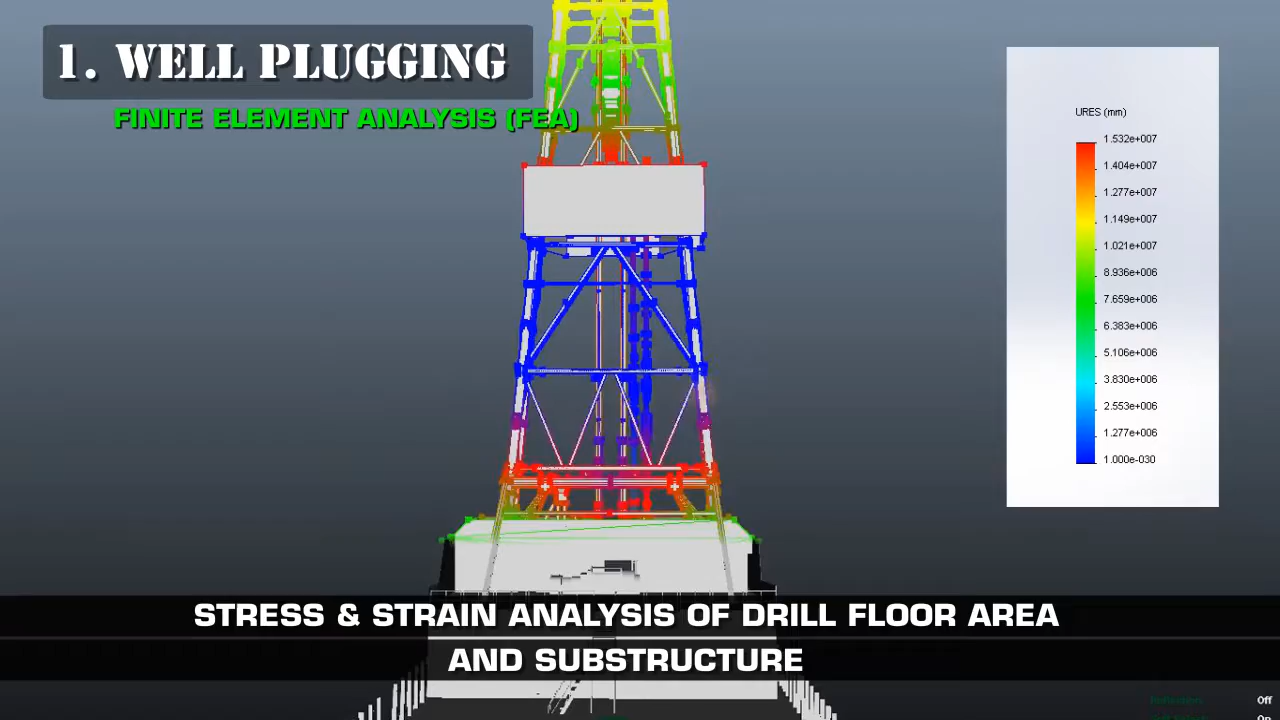 1. WELL PLUGGING
FINITE ELEMENT ANALYSIS (FEA)
URES (mm)
1.532e+007
1.404e+007
1.277e+007
1.149e+007
1.021e+007
8.936e+006
7.659e+006
6.383e+006
5.106e+006
3.830e+006
2.553e+006
1.277e+006
1.000e-030
STRESS & STRAIN ANALYSIS OF DRILL FLOOR AREA
AND SUBSTRUCTURE
Off